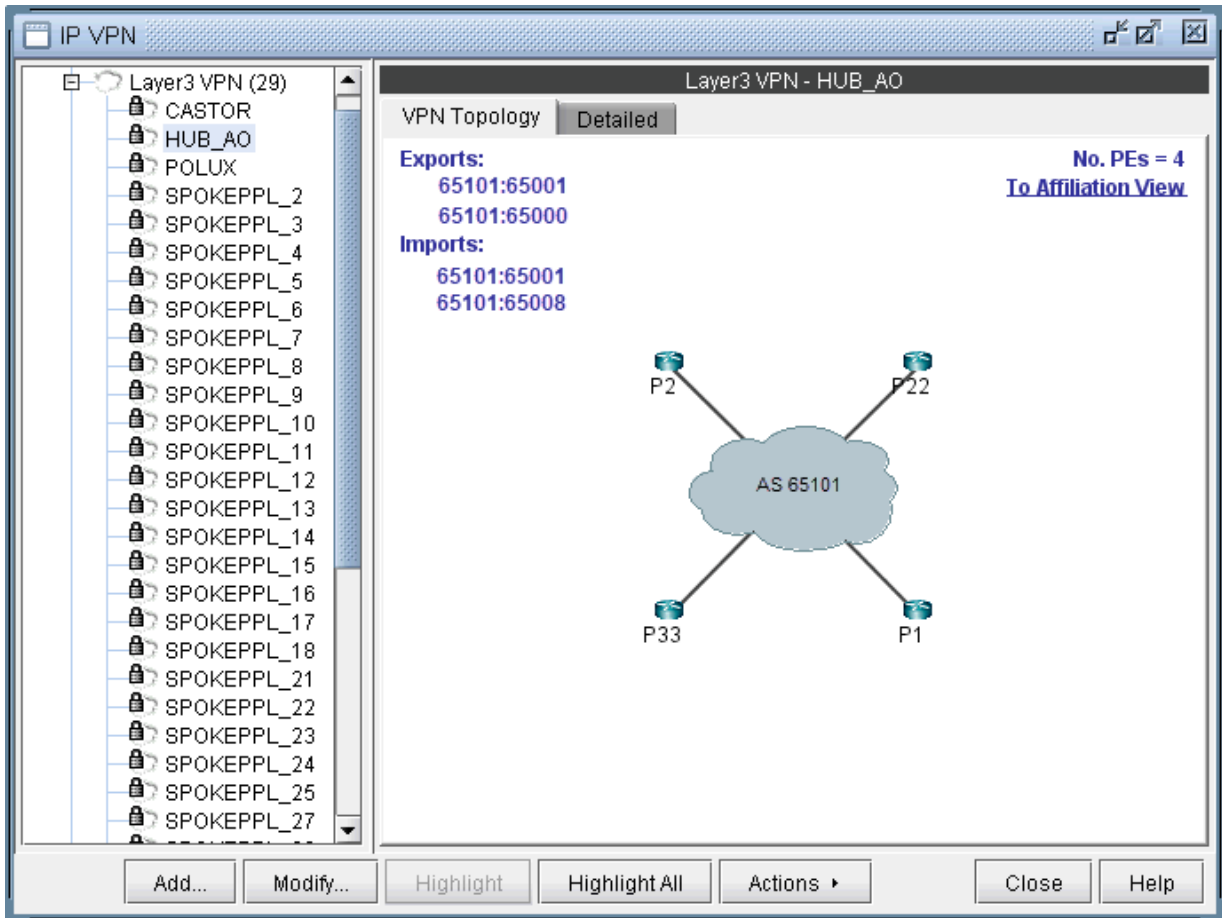 IP VPN
Layer3 VPN (29)
CASTOR
HUB_AO
POLUX
SPOKEPPL_2
SPOKEPPL_3
SPOKEPPL_4
SPOKEPPL_5
SPOKEPPL_6
SPOKEPPL_7
SPOKEPPL_8
SPOKEPPL_9
SPOKEPPL_10
SPOKEPPL_11
SPOKEPPL_12
SPOKEPPL_13
SPOKEPPL_14
SPOKEPPL_15
SPOKEPPL_16
SPOKEPPL_17
SPOKEPPL_18
SPOKEPPL_21
SPOKEPPL_22
SPOKEPPL_23
SPOKEPPL_24
SPOKEPPL_25
SPOKEPPL_27
Layer3 VPN - HUB_AO
VPN Topology Detailed
Exports:
65101:65001
65101:65000
Imports:
65101:65001
65101:65008
No. PEs = 4
To Affiliation View
P2 P22
AS 65101
P33 P1
Add... Modify... Highlight Highlight All Actions Close Help